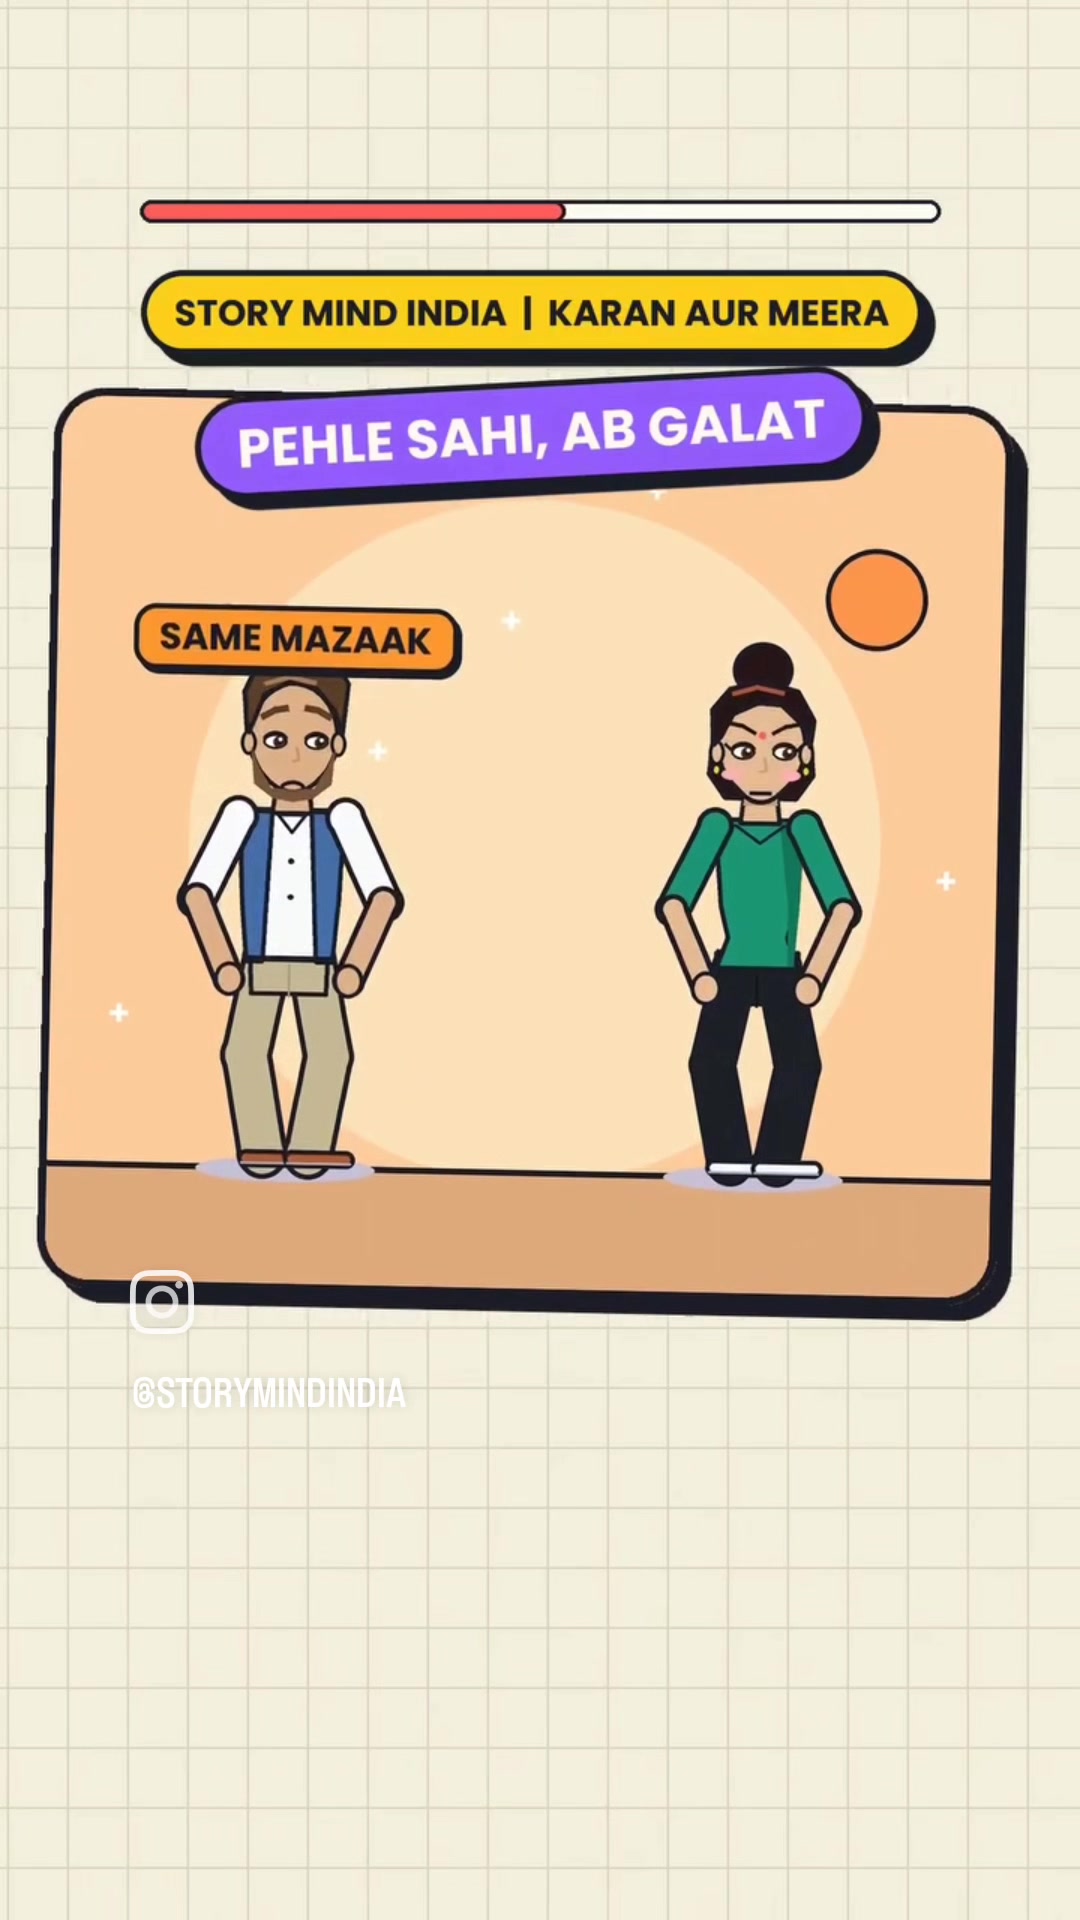 STORY MIND INDIA | KARAN AUR MEERA
PEHLE SAHI, AB GALAT
SAME MAZAAK
@STORYMINDINDIA